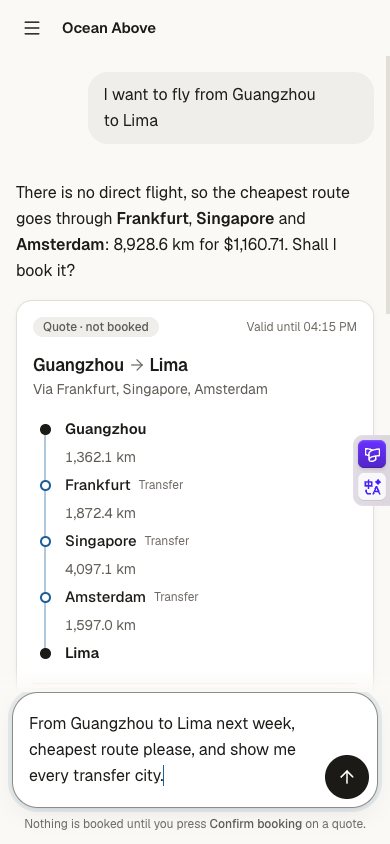 Ocean Above
I want to fly from Guangzhou
to Lima
There is no direct flight, so the cheapest route
goes through Frankfurt, Singapore and
Amsterdam: 8,928.6 km for $1,160.71. Shall I
book it?
Quote · not booked
Valid until 04:15 PM
Guangzhou → Lima
Via Frankfurt, Singapore, Amsterdam
Guangzhou
1,362.1 km
Frankfurt Transfer
1,872.4 km
Singapore Transfer
4,097.1 km
Amsterdam Transfer
1,597.0 km
Lima
From Guangzhou to Lima next week,
cheapest route please, and show me
every transfer city.
Nothing is booked until you press Confirm booking on a quote.